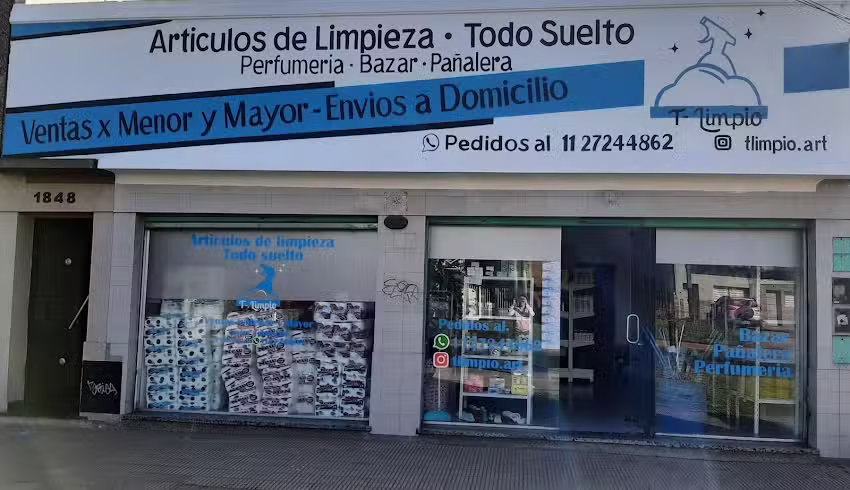 Articulos de Limpieza • Todo Suelto
Perfumeria • Bazar • Pañalera
Ventas x Menor y Mayor - Envios a Domicilio
T-Limpio
Pedidos al 11 27244862
tlimpio.art
1848
Articulos de limpieza
Todo suelto
T-Limpio
Pedidos al
tlimpio.art
Bazar
Pañalera
Perfumeria